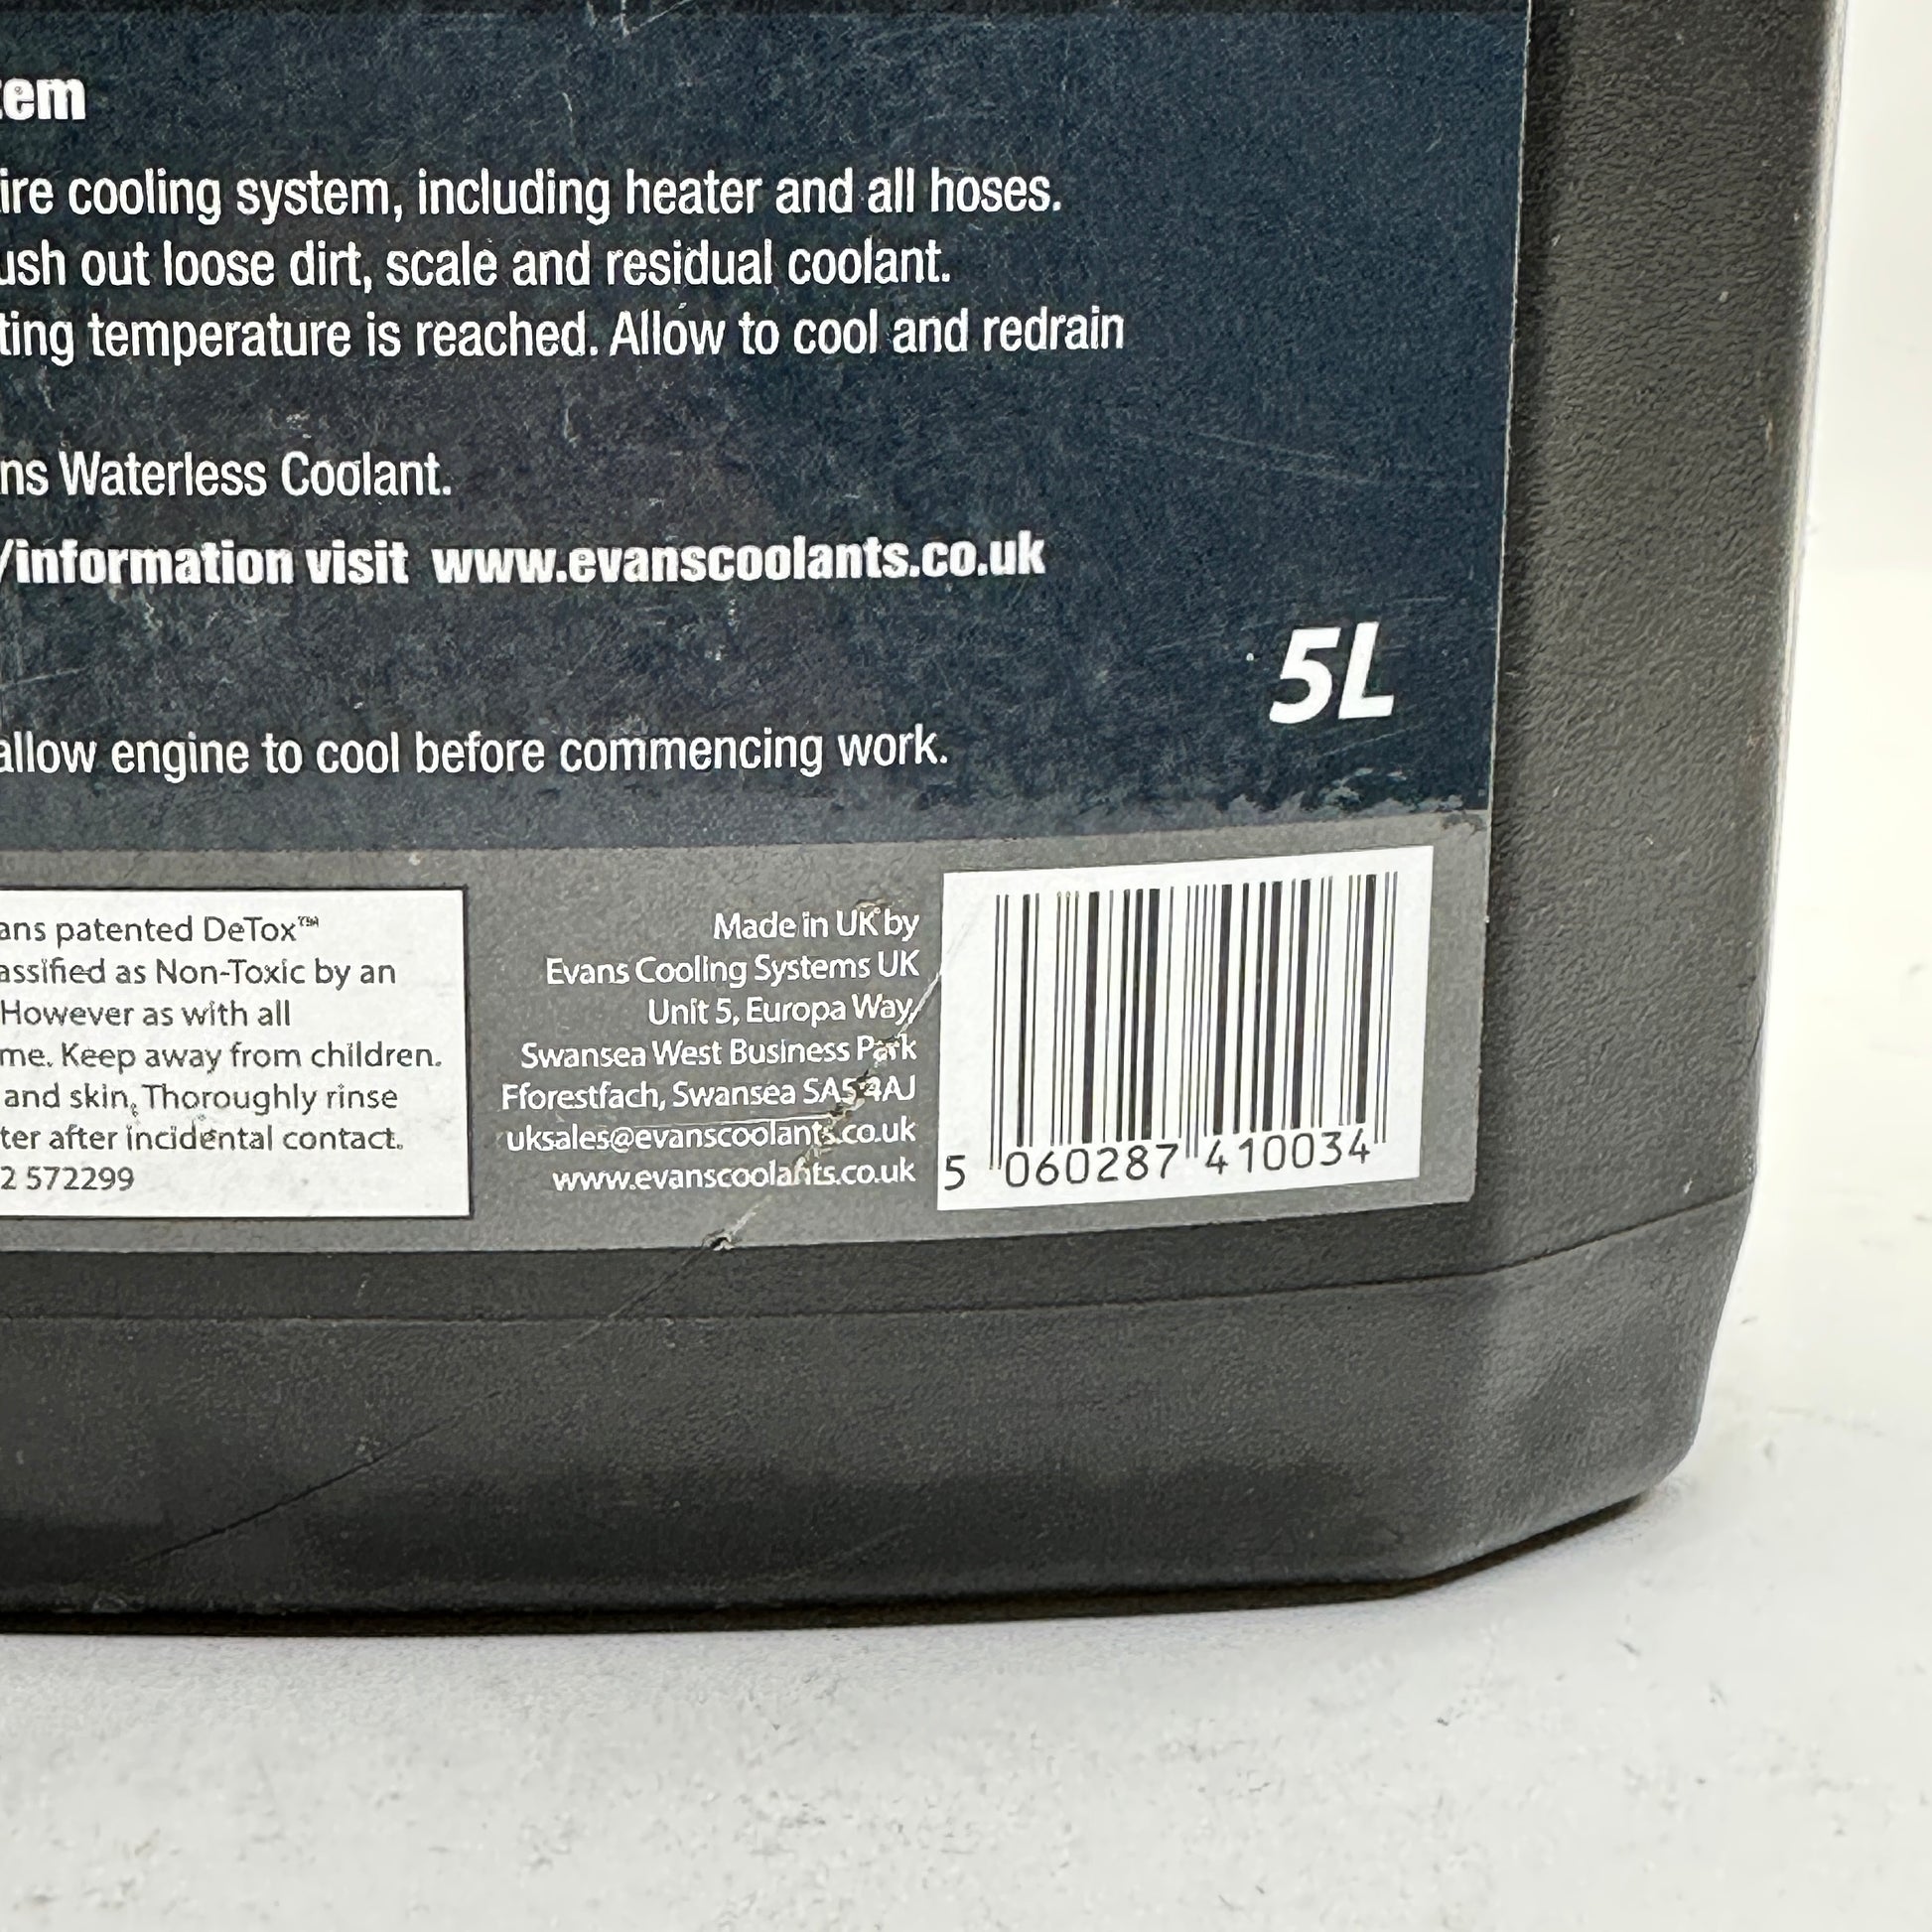 tem
ire cooling system, including heater and all hoses.
ush out loose dirt, scale and residual coolant.
ting temperature is reached. Allow to cool and redrain
ns Waterless Coolant.
/information visit www.evanscoolants.co.uk
5L
allow engine to cool before commencing work.
ans patented DeTox™
assified as Non-Toxic by an
However as with all
me. Keep away from children.
and skin, Thoroughly rinse
ter after incidental contact.
2 572299
Made in UK by
Evans Cooling Systems UK
Unit 5, Europa Way,
Swansea West Business Park
Fforestfach, Swansea SA5 4AJ
uksales@evanscoolants.co.uk
www.evanscoolants.co.uk
5 060287 410034